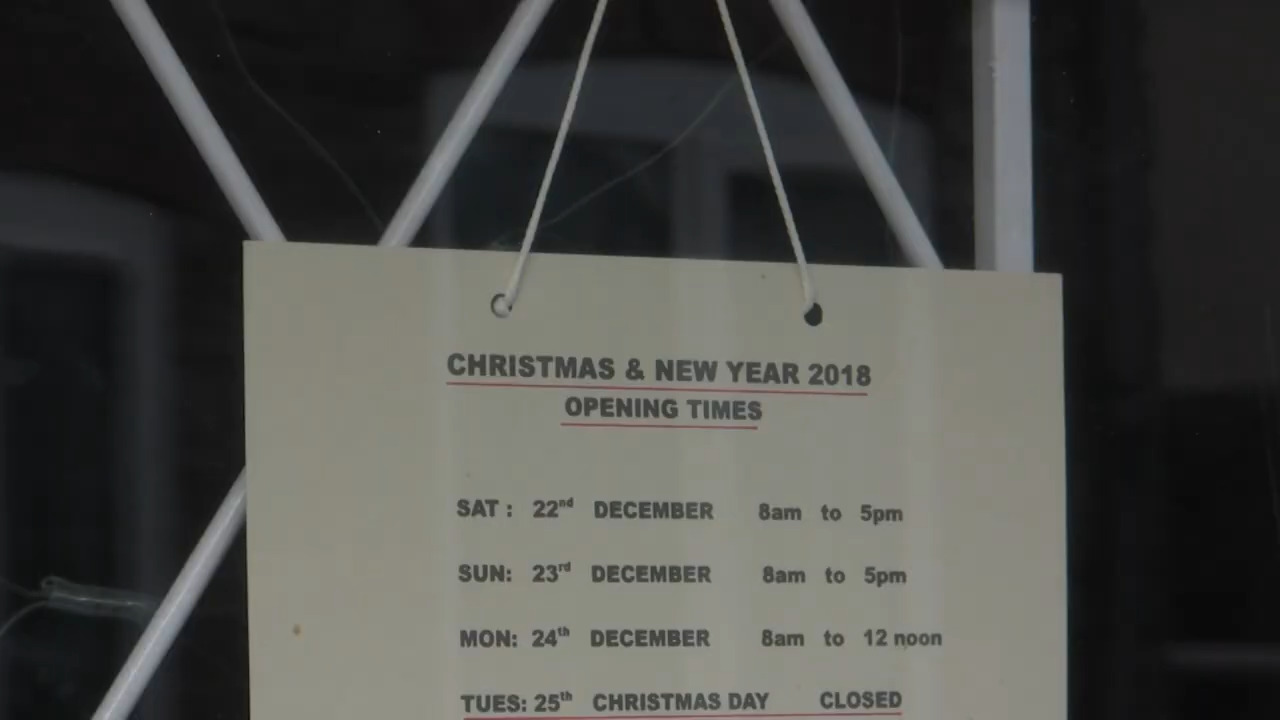 CHRISTMAS & NEW YEAR 2018
OPENING TIMES
SAT : 22nd DECEMBER 8am to 5pm
SUN: 23rd DECEMBER 8am to 5pm
MON: 24th DECEMBER 8am to 12 noon
TUES: 25th CHRISTMAS DAY CLOSED